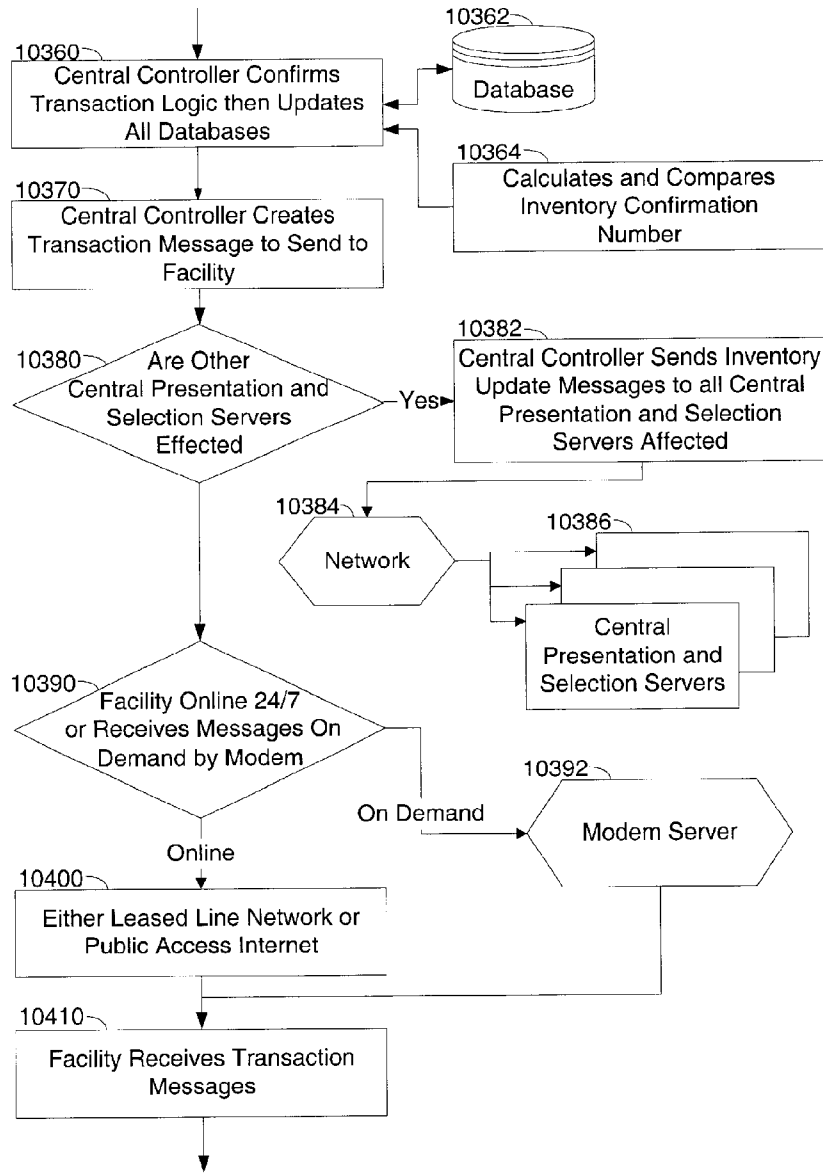 10360
Central Controller Confirms
Transaction Logic then Updates
All Databases
10362
Database
10364
Calculates and Compares
Inventory Confirmation
Number
10370
Central Controller Creates
Transaction Message to Send to
Facility
10380
Are Other
Central Presentation and
Selection Servers
Effected
Yes
10382
Central Controller Sends Inventory
Update Messages to all Central
Presentation and Selection
Servers Affected
10384
Network
10386
Central
Presentation and
Selection Servers
10390
Facility Online 24/7
or Receives Messages On
Demand by Modem
On Demand
10392
Modem Server
Online
10400
Either Leased Line Network or
Public Access Internet
10410
Facility Receives Transaction
Messages